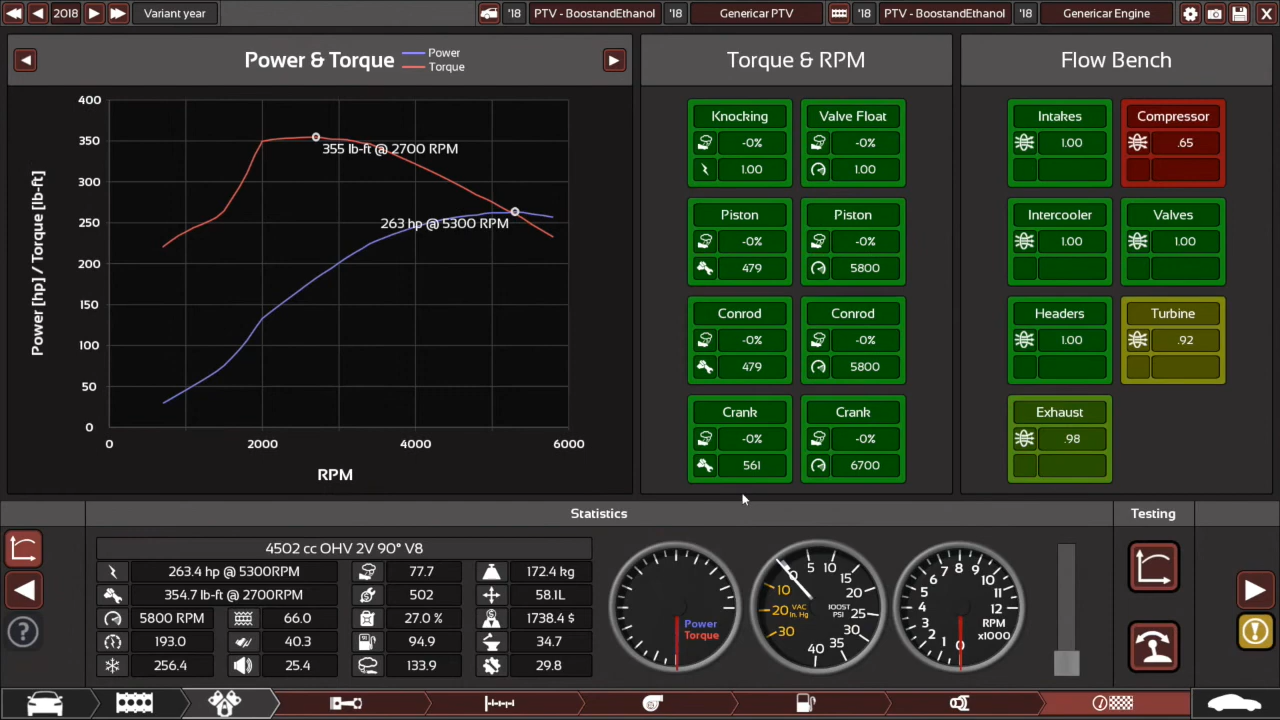 2018
Variant year
'18
PTV - BoostandEthanol
'18
Genericar PTV
'18
PTV - BoostandEthanol
'18
Genericar Engine
Power & Torque
Power
Torque
400
350
300
250
200
150
100
50
0
Power [hp] / Torque [lb-ft]
355 lb-ft @ 2700 RPM
263 hp @ 5300 RPM
0
2000
4000
6000
RPM
Torque & RPM
Knocking
-0%
1.00
Valve Float
-0%
1.00
Piston
-0%
479
Piston
-0%
5800
Conrod
-0%
479
Conrod
-0%
5800
Crank
-0%
561
Crank
-0%
6700
Flow Bench
Intakes
1.00
Compressor
.65
Intercooler
1.00
Valves
1.00
Headers
1.00
Turbine
.92
Exhaust
.98
Statistics
Testing
4502 cc OHV 2V 90° V8
263.4 hp @ 5300RPM
77.7
172.4 kg
354.7 lb-ft @ 2700RPM
502
58.1L
5800 RPM
66.0
27.0 %
1738.4 $
193.0
40.3
94.9
34.7
256.4
25.4
133.9
29.8
Power
Torque
0
5
10
15
20
25
30
35
40
10
20
30
VAC
In. Hg
BOOST
PSI
0
1
2
3
4
5
6
7
8
9
10
11
12
RPM
x1000
?